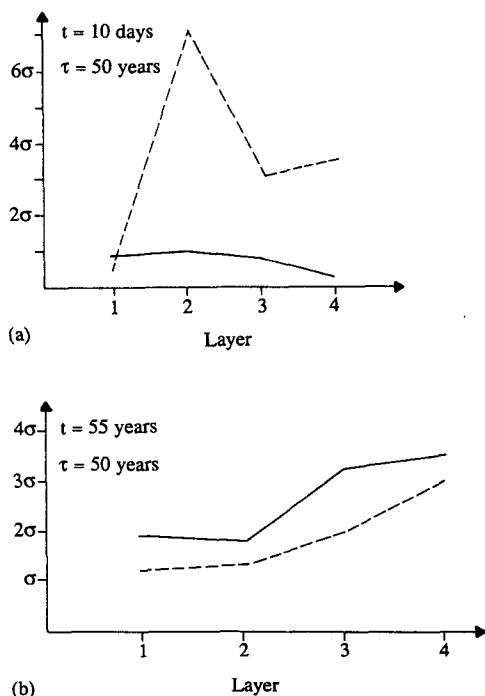 t = 10 days
τ = 50 years
6σ
4σ
2σ
1 2 3 4
Layer
(a)
t = 55 years
τ = 50 years
4σ
3σ
2σ
σ
1 2 3 4
Layer
(b)